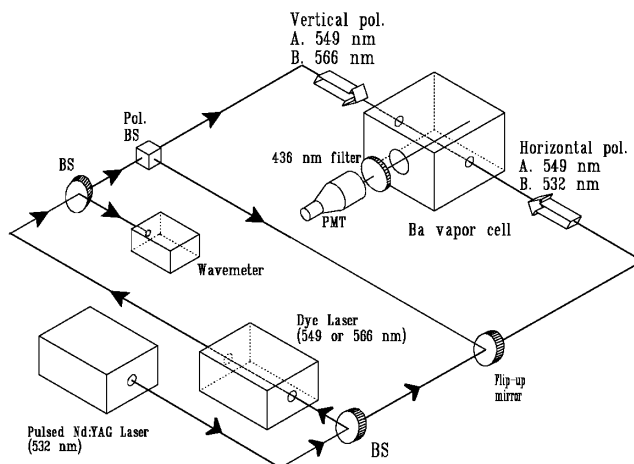 Vertical pol.
A. 549 nm
B. 566 nm
Pol.
BS
BS
436 nm filter
Horizontal pol.
A. 549 nm
B. 532 nm
PMT
Ba vapor cell
Wavemeter
Dye Laser
(549 or 566 nm)
Flip-up
mirror
Pulsed Nd:YAG Laser
(532 nm)
BS